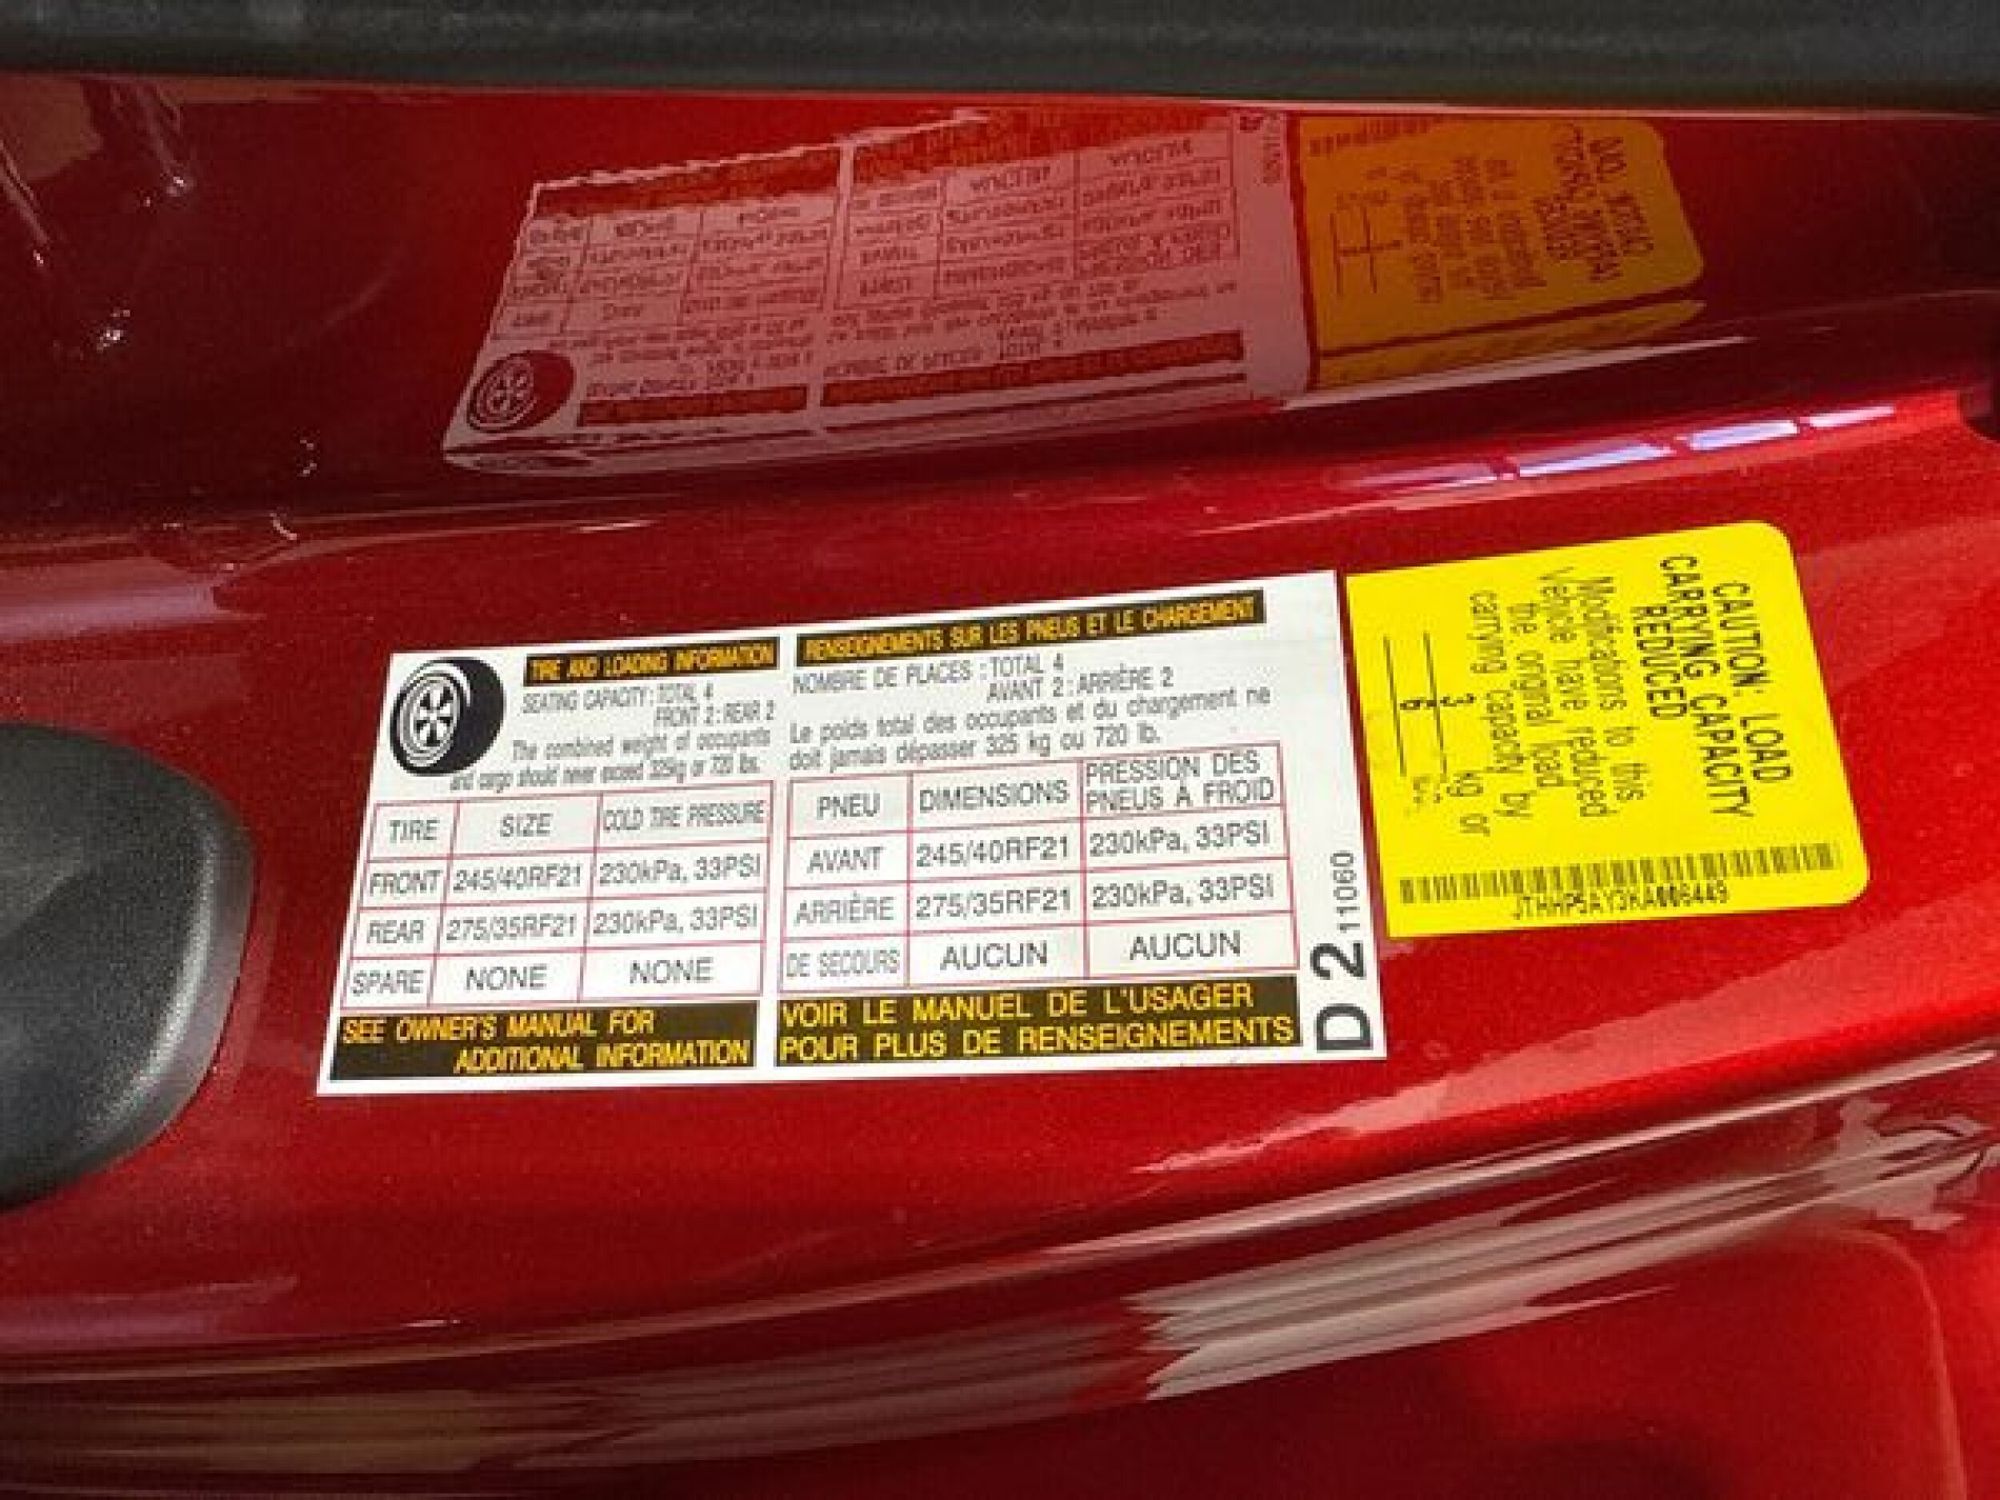 TIRE AND LOADING INFORMATION
SEATING CAPACITY : TOTAL 4
FRONT 2 : REAR 2
The combined weight of occupants
and cargo should never exceed 325kg or 720 lbs.
TIRE SIZE COLD TIRE PRESSURE
FRONT 245/40RF21 230kPa, 33PSI
REAR 275/35RF21 230kPa, 33PSI
SPARE NONE NONE
SEE OWNER'S MANUAL FOR
ADDITIONAL INFORMATION
RENSEIGNEMENTS SUR LES PNEUS ET LE CHARGEMENT
NOMBRE DE PLACES : TOTAL 4
AVANT 2 : ARRIÈRE 2
Le poids total des occupants et du chargement ne
doit jamais dépasser 325 kg ou 720 lb.
PNEU DIMENSIONS PRESSION DES
PNEUS À FROID
AVANT 245/40RF21 230kPa, 33PSI
ARRIÈRE 275/35RF21 230kPa, 33PSI
DE SECOURS AUCUN AUCUN
VOIR LE MANUEL DE L'USAGER
POUR PLUS DE RENSEIGNEMENTS
D 2 11060
CAUTION: LOAD
CARRYING CAPACITY
REDUCED
Modifications to this
vehicle have reduced
the original load
carrying capacity by
3 kg or
6
JTHHP3AY3KA006449